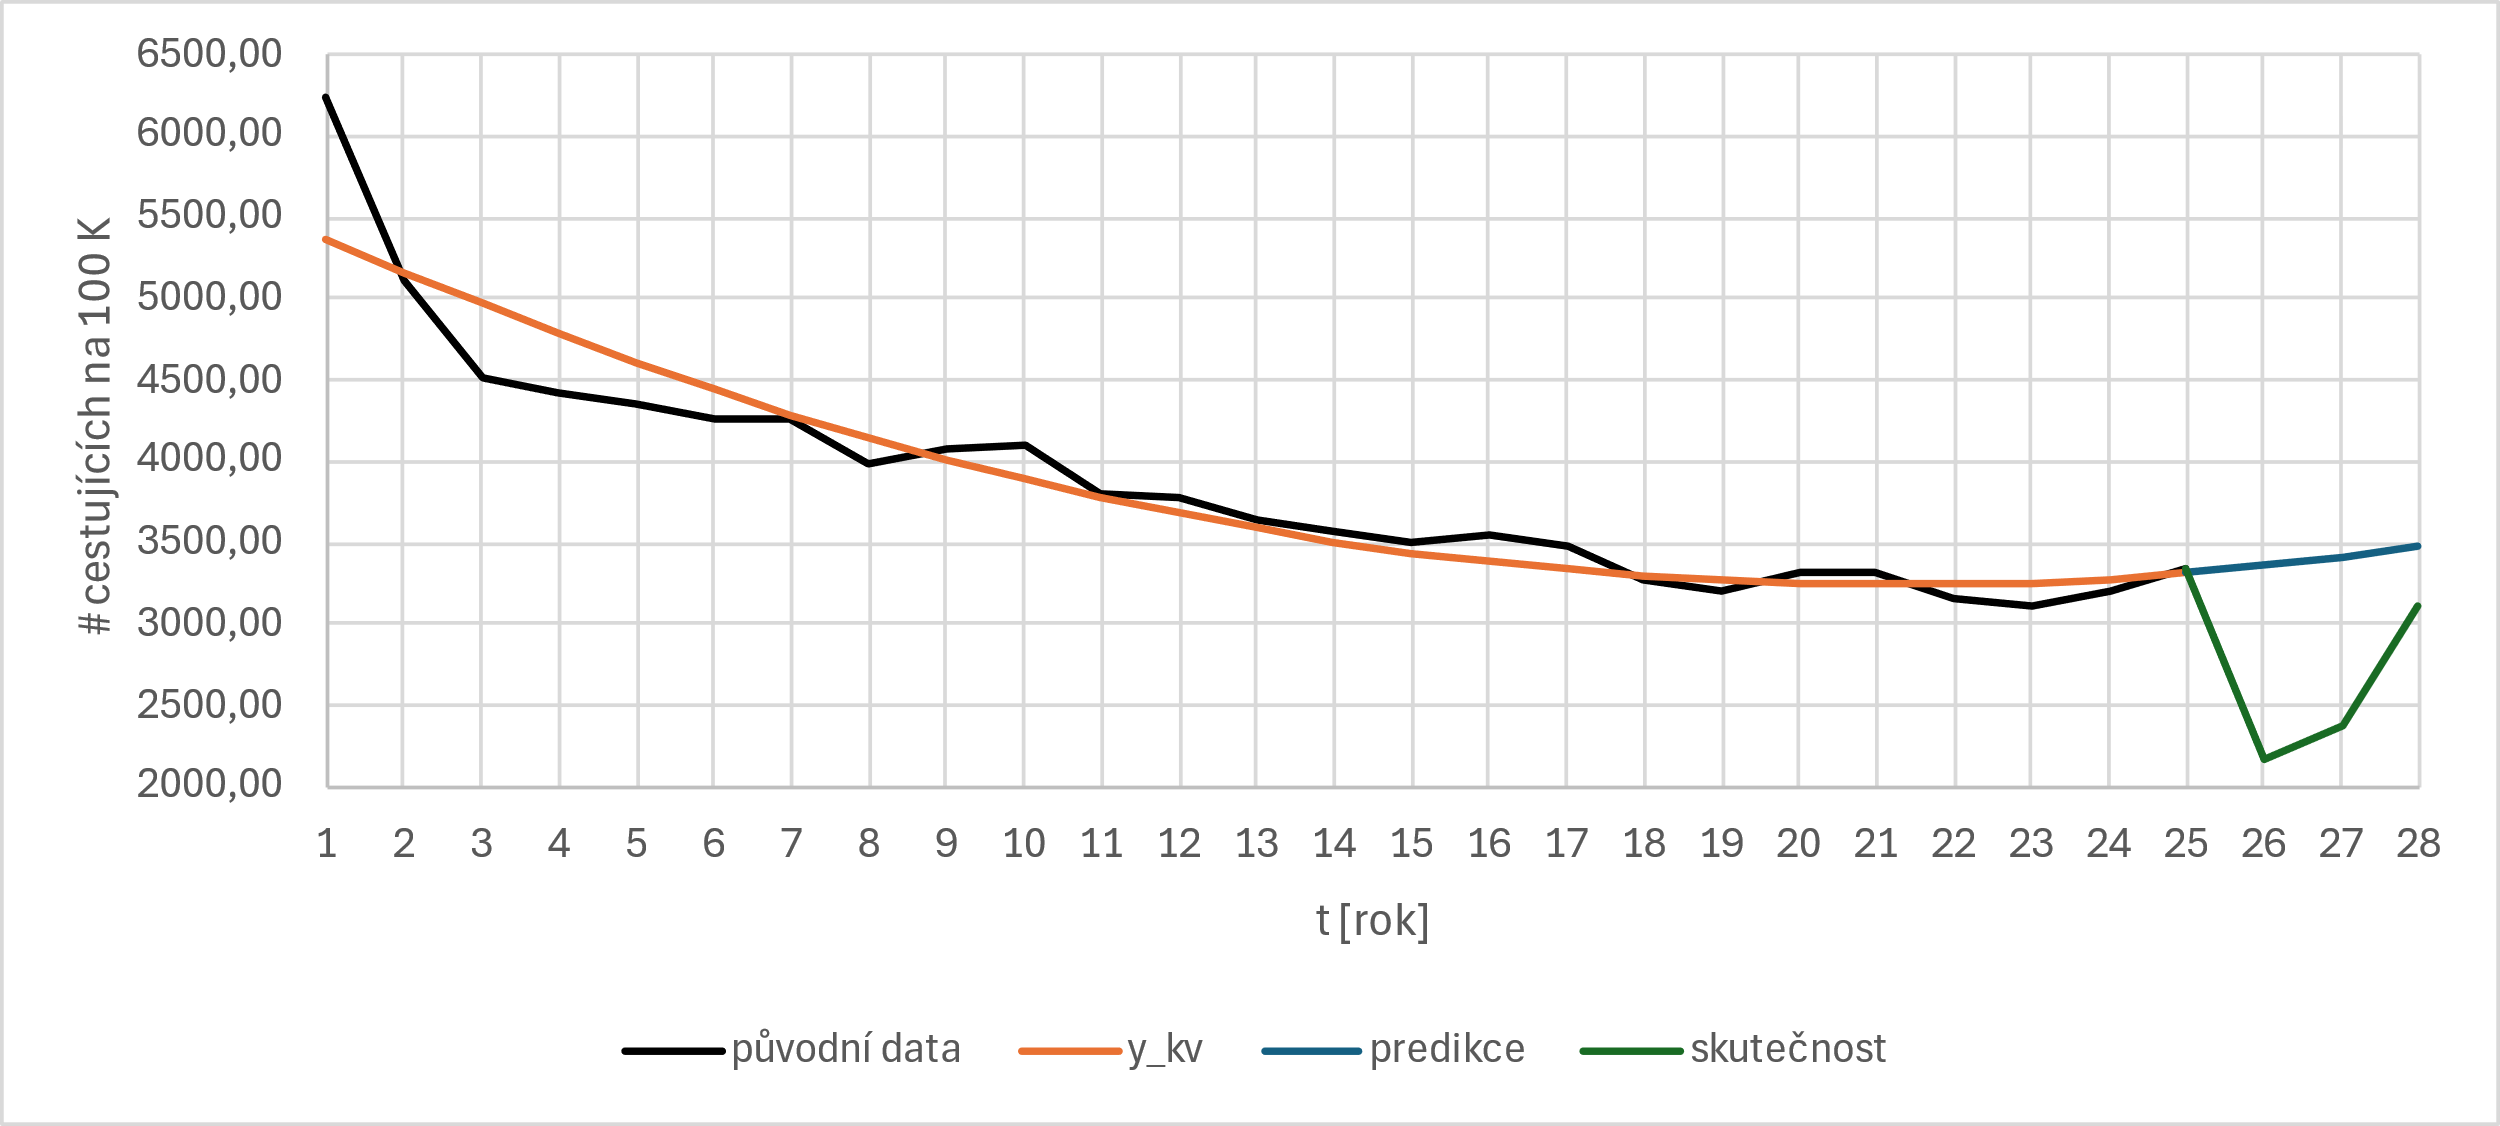 6500,00
6000,00
5500,00
5000,00
4500,00
4000,00
3500,00
3000,00
2500,00
2000,00
# cestujících na 1000 K
1 2 3 4 5 6 7 8 9 10 11 12 13 14 15 16 17 18 19 20 21 22 23 24 25 26 27 28
t [rok]
původní data y_kv predikce skutečnost